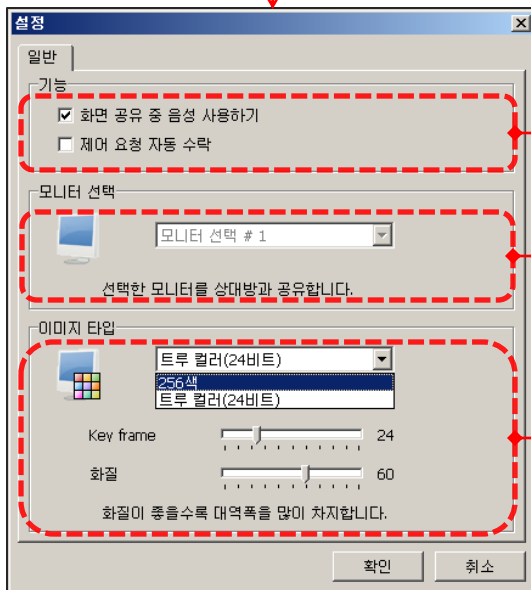 설정
일반
기능
화면 공유 중 음성 사용하기
제어 요청 자동 수락
모니터 선택
모니터 선택 # 1
선택한 모니터를 상대방과 공유합니다.
이미지 타입
트루 컬러(24비트)
256색
트루 컬러(24비트)
Key frame 24
화질 60
화질이 좋을수록 대역폭을 많이 차지합니다.
확인 취소